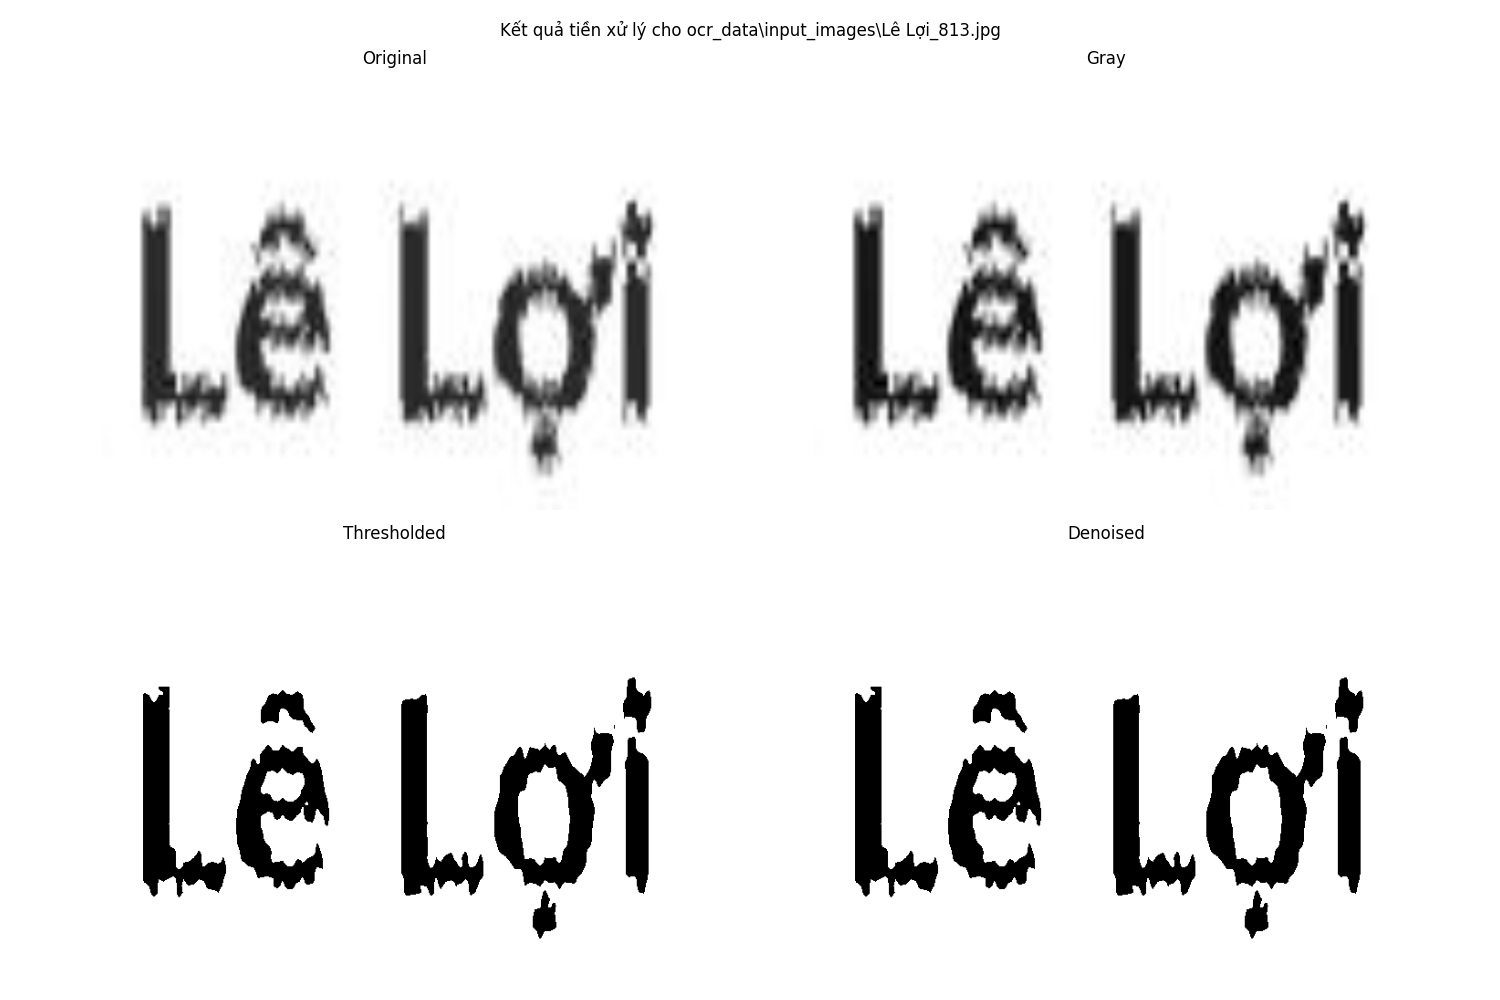 Kết quả tiền xử lý cho ocr_data\input_images\Lê Lợi_813.jpg
Original
Gray
Lê Lợi
Lê Lợi
Thresholded
Denoised
Lê Lợi
Lê Lợi